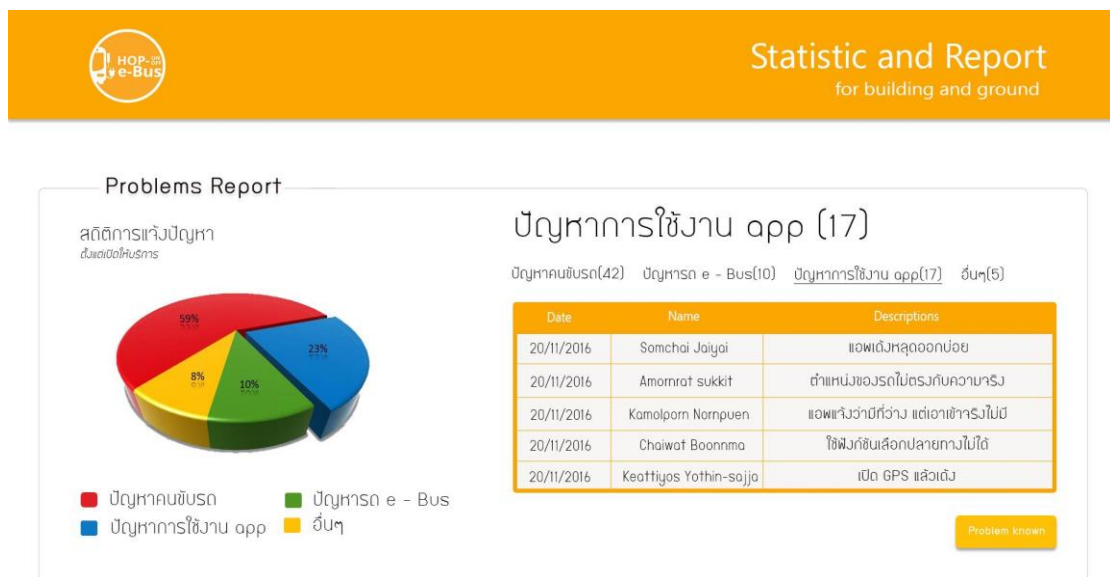 HOP-ON OFF
e-Bus
Statistic and Report
for building and ground
Problems Report
สถิติการแจ้งปัญหา
ตั้งแต่เปิดให้บริการ
59%
23%
8%
10%
ปัญหาคนขับรถ
ปัญหารถ e - Bus
ปัญหาการใช้งาน app
อื่นๆ
ปัญหาการใช้งาน app (17)
ปัญหาคนขับรถ(42) ปัญหารถ e - Bus(10) ปัญหาการใช้งาน app(17) อื่นๆ(5)
Date Name Descriptions
20/11/2016 Somchai Jaiyai แอพเด้งหลุดออกบ่อย
20/11/2016 Amornrat sukkit ตำแหน่งของรถไม่ตรงกับความจริง
20/11/2016 Kamolporn Nornpuen แอพแจ้งว่ามีที่ว่าง แต่เอาเข้าจริงไม่มี
20/11/2016 Chaiwat Boonnma ใช้ฟังก์ชันเลือกปลายทางไม่ได้
20/11/2016 Keattiyos Yothin-sajja เปิด GPS แล้วเด้ง
Problem known